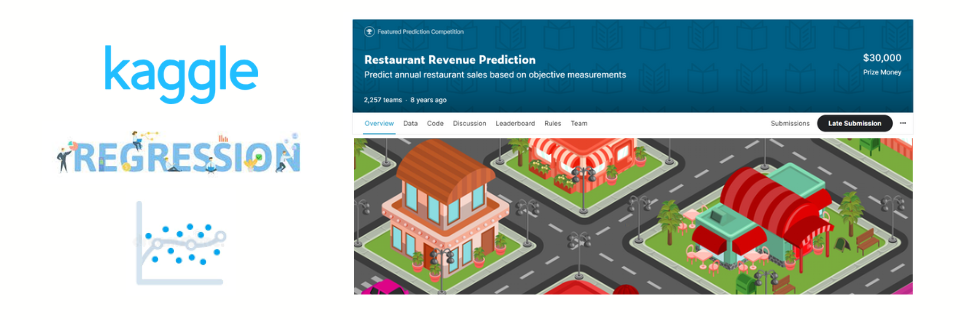 kaggle
REGRESSION
Featured Prediction Competition
Restaurant Revenue Prediction
Predict annual restaurant sales based on objective measurements
$30,000
Prize Money
2,257 teams · 8 years ago
Overview Data Code Discussion Leaderboard Rules Team Submissions Late Submission ···